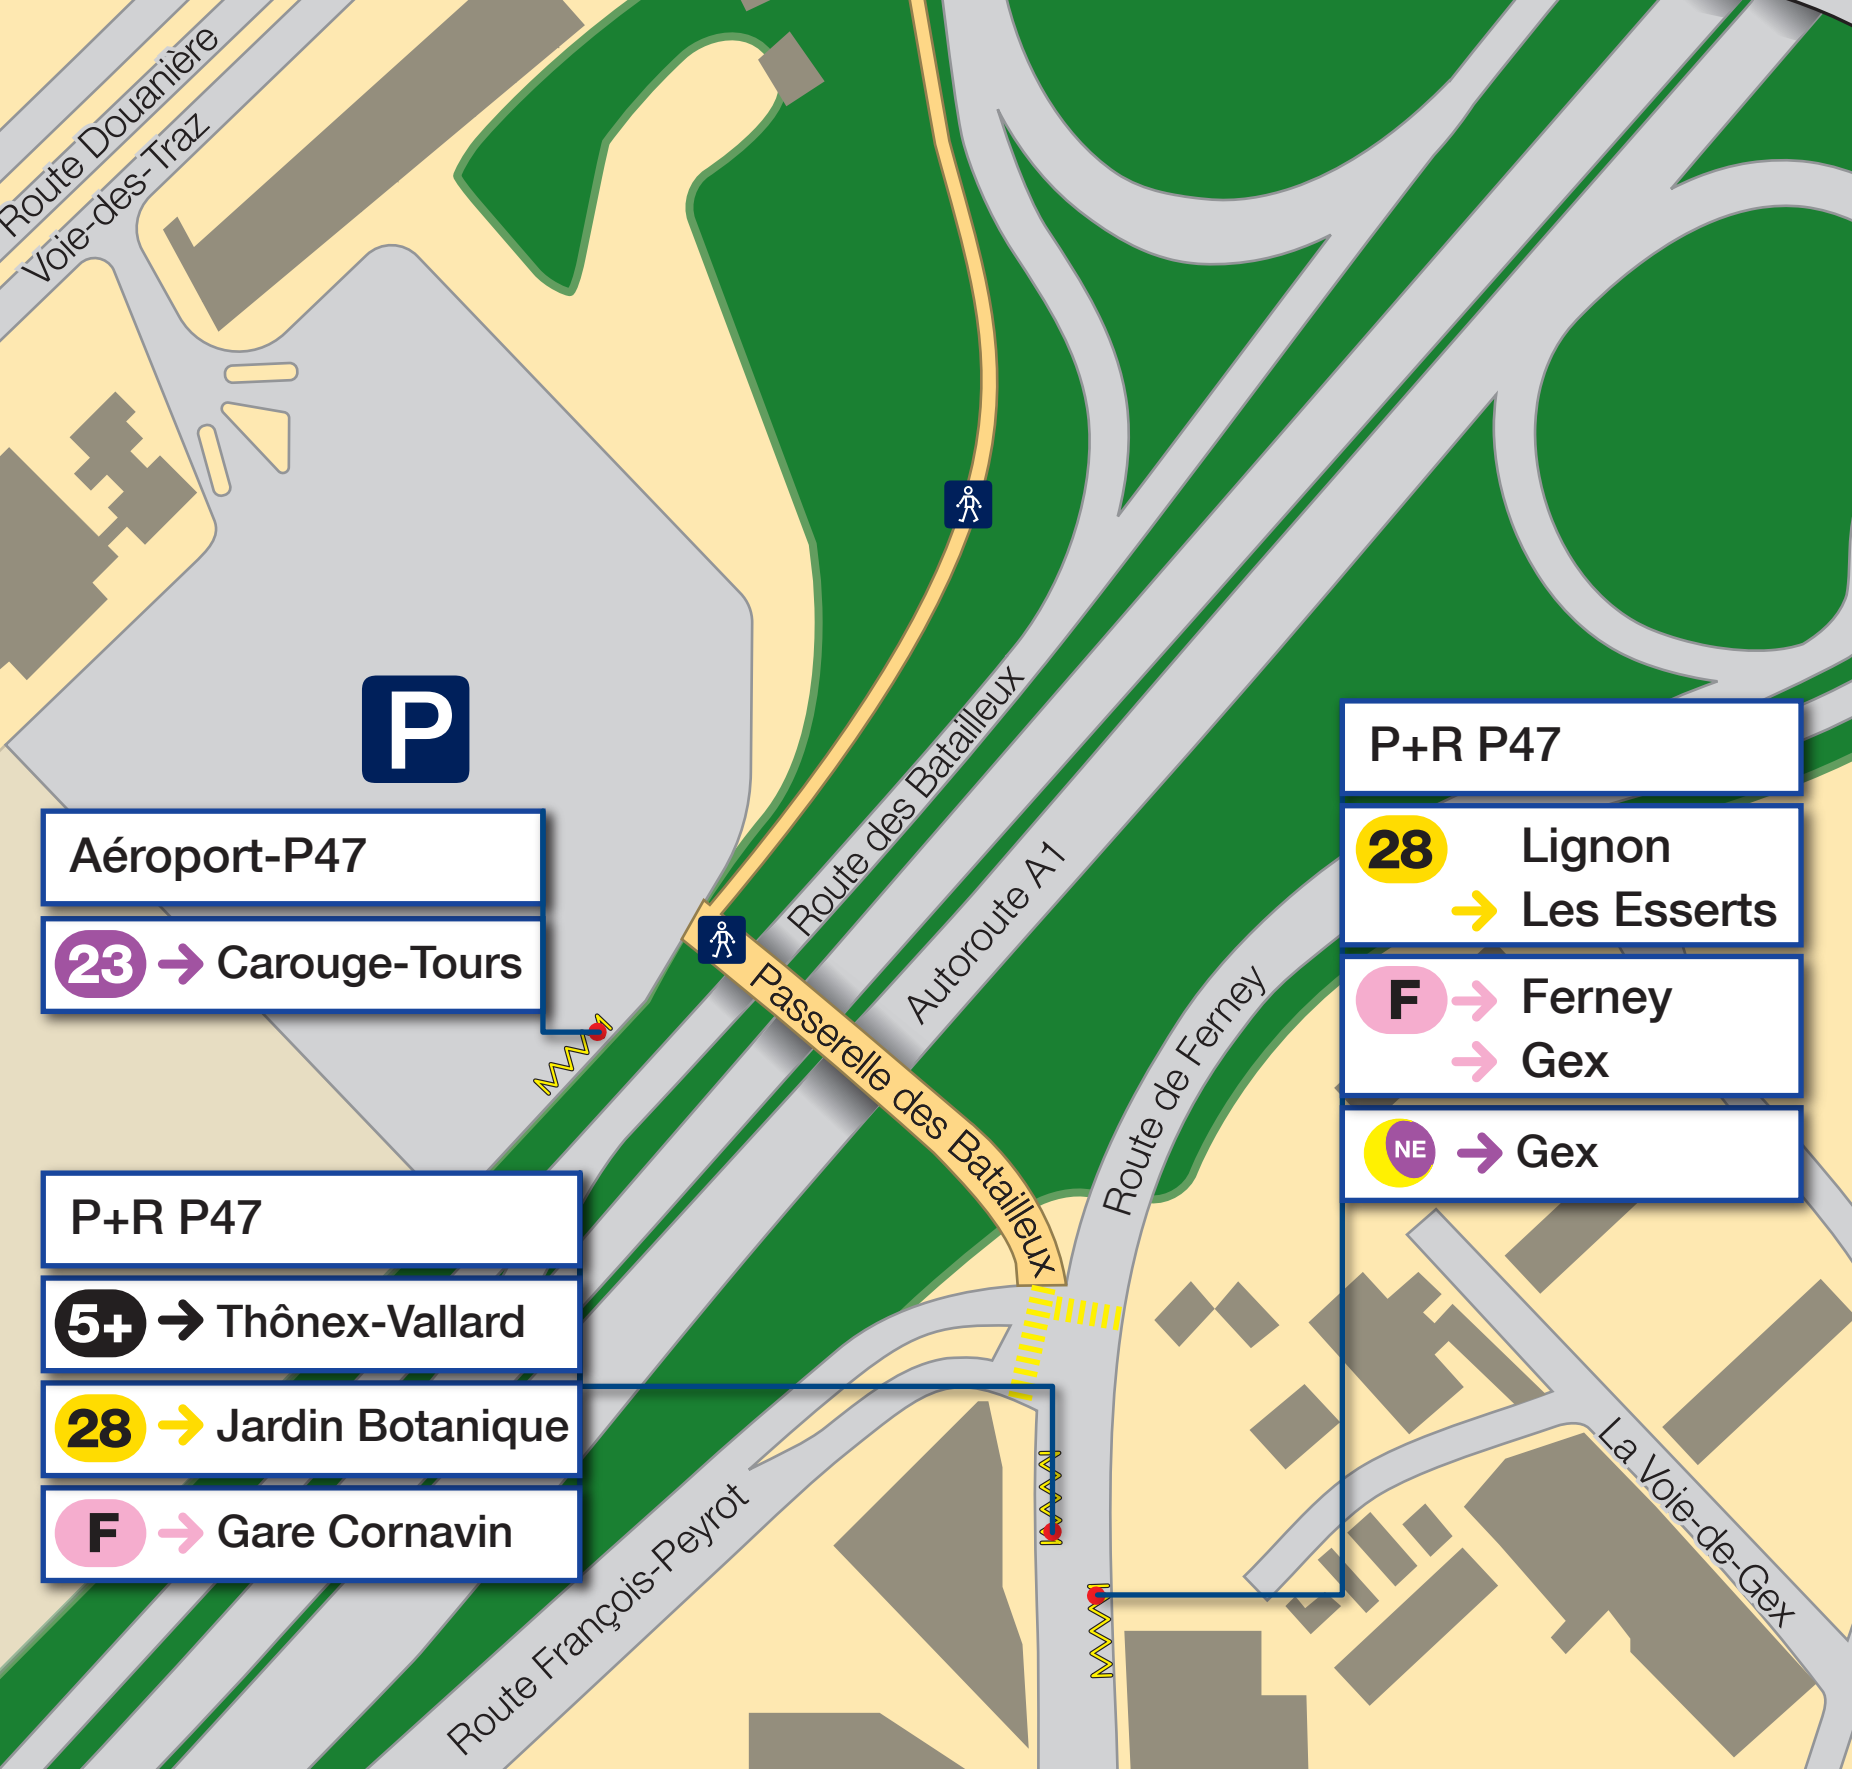 Route Douanière
Voie-des-Traz
P
Route des Batailleux
Autoroute A1
Passerelle des Batailleux
Route de Ferney
Route François-Peyrot
La Voie-de-Gex
Aéroport-P47
23 → Carouge-Tours
P+R P47
5+ → Thônex-Vallard
28 → Jardin Botanique
F → Gare Cornavin
P+R P47
28 Lignon
→ Les Esserts
F → Ferney
→ Gex
NE → Gex